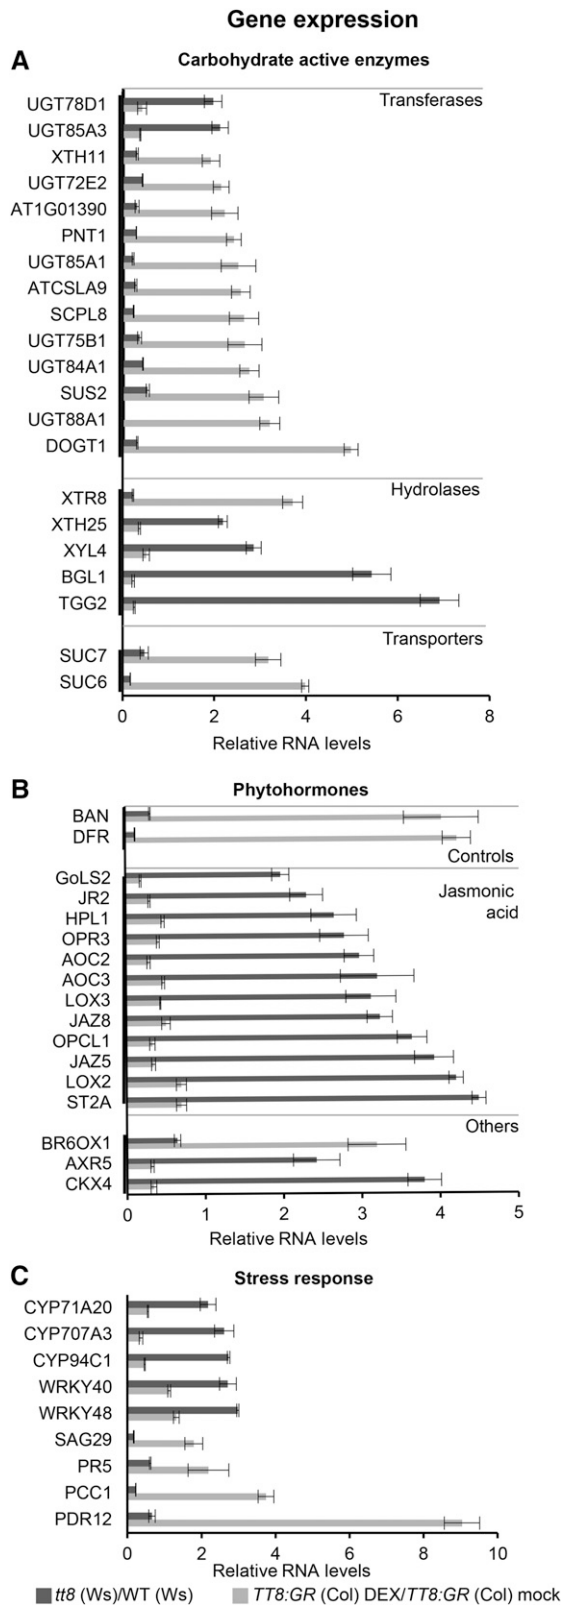 Gene expression
A
Carbohydrate active enzymes
Transferases
UGT78D1
UGT85A3
XTH11
UGT72E2
AT1G01390
PNT1
UGT85A1
ATCSLA9
SCPL8
UGT75B1
UGT84A1
SUS2
UGT88A1
DOGT1
Hydrolases
XTR8
XTH25
XYL4
BGL1
TGG2
Transporters
SUC7
SUC6
0 2 4 6 8
Relative RNA levels
B
Phytohormones
BAN
DFR
Controls
GoLS2
Jasmonic
acid
JR2
HPL1
OPR3
AOC2
AOC3
LOX3
JAZ8
OPCL1
JAZ5
LOX2
ST2A
Others
BR6OX1
AXR5
CKX4
0 1 2 3 4 5
Relative RNA levels
C
Stress response
CYP71A20
CYP707A3
CYP94C1
WRKY40
WRKY48
SAG29
PR5
PCC1
PDR12
0 2 4 6 8 10
Relative RNA levels
tt8 (Ws)/WT (Ws) TT8:GR (Col) DEX/TT8:GR (Col) mock